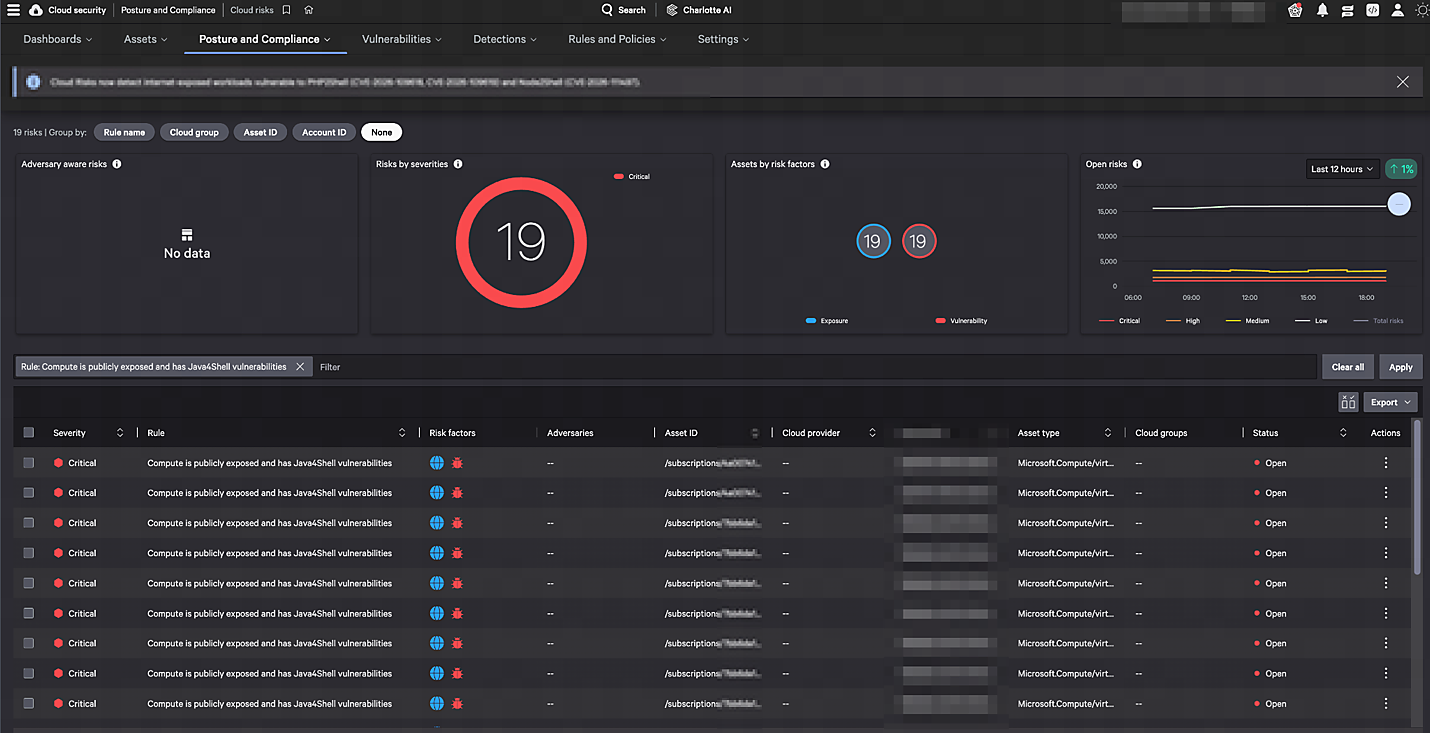 Cloud security | Posture and Compliance | Cloud risks Search | Charlotte AI
Dashboards Assets Posture and Compliance Vulnerabilities Detections Rules and Policies Settings
Cloud Risks now detect internet exposed workloads vulnerable to and
19 risks | Group by: Rule name Cloud group Asset ID Account ID None
Adversary aware risks
No data
Risks by severities
Critical
19
Assets by risk factors
19 19
Exposure Vulnerability
Open risks
Last 12 hours ↑ 1%
20,000
15,000
10,000
5,000
0
06:00 09:00 12:00 15:00 18:00
Critical High Medium Low Total risks
Rule: Compute is publicly exposed and has Java4Shell vulnerabilities Filter Clear all Apply
Export
Severity Rule Risk factors Adversaries Asset ID Cloud provider Asset type Cloud groups Status Actions
Critical Compute is publicly exposed and has Java4Shell vulnerabilities -- /subscriptions -- Microsoft.Compute/virt... -- Open
Critical Compute is publicly exposed and has Java4Shell vulnerabilities -- /subscriptions -- Microsoft.Compute/virt... -- Open
Critical Compute is publicly exposed and has Java4Shell vulnerabilities -- /subscriptions -- Microsoft.Compute/virt... -- Open
Critical Compute is publicly exposed and has Java4Shell vulnerabilities -- /subscriptions -- Microsoft.Compute/virt... -- Open
Critical Compute is publicly exposed and has Java4Shell vulnerabilities -- /subscriptions -- Microsoft.Compute/virt... -- Open
Critical Compute is publicly exposed and has Java4Shell vulnerabilities -- /subscriptions -- Microsoft.Compute/virt... -- Open
Critical Compute is publicly exposed and has Java4Shell vulnerabilities -- /subscriptions -- Microsoft.Compute/virt... -- Open
Critical Compute is publicly exposed and has Java4Shell vulnerabilities -- /subscriptions -- Microsoft.Compute/virt... -- Open
Critical Compute is publicly exposed and has Java4Shell vulnerabilities -- /subscriptions -- Microsoft.Compute/virt... -- Open